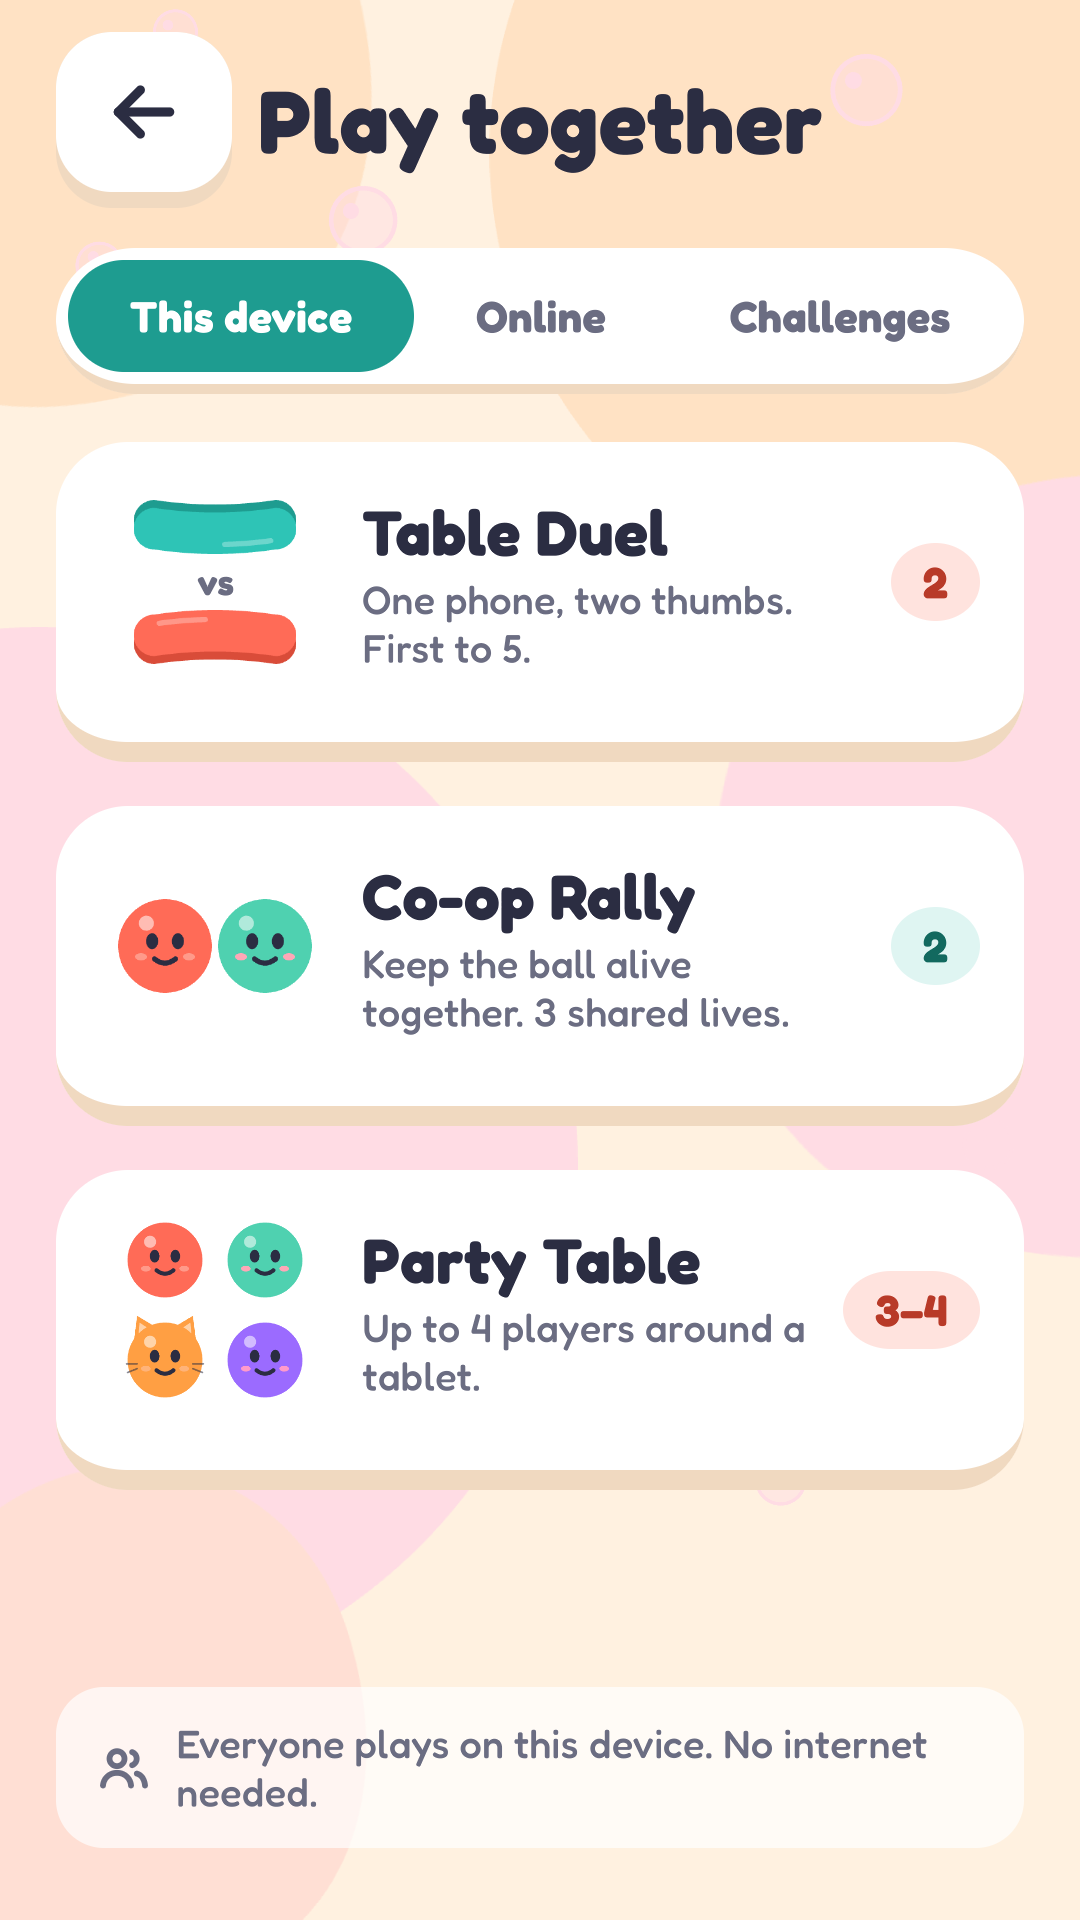 Play together
This device
Online
Challenges
vs
Table Duel
One phone, two thumbs.
First to 5.
2
Co-op Rally
Keep the ball alive
together. 3 shared lives.
2
Party Table
Up to 4 players around a
tablet.
3–4
Everyone plays on this device. No internet
needed.